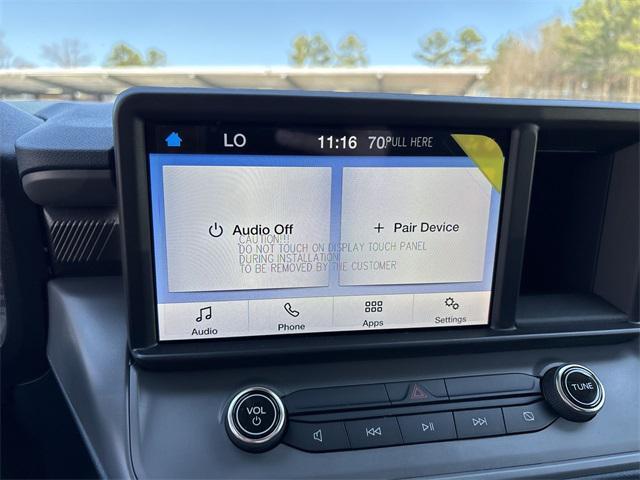 LO 11:16 70° PULL HERE
Audio Off
+ Pair Device
CAUTION!!!
DO NOT TOUCH ON DISPLAY TOUCH PANEL
DURING INSTALLATION
TO BE REMOVED BY THE CUSTOMER
Audio Phone Apps Settings
VOL
TUNE